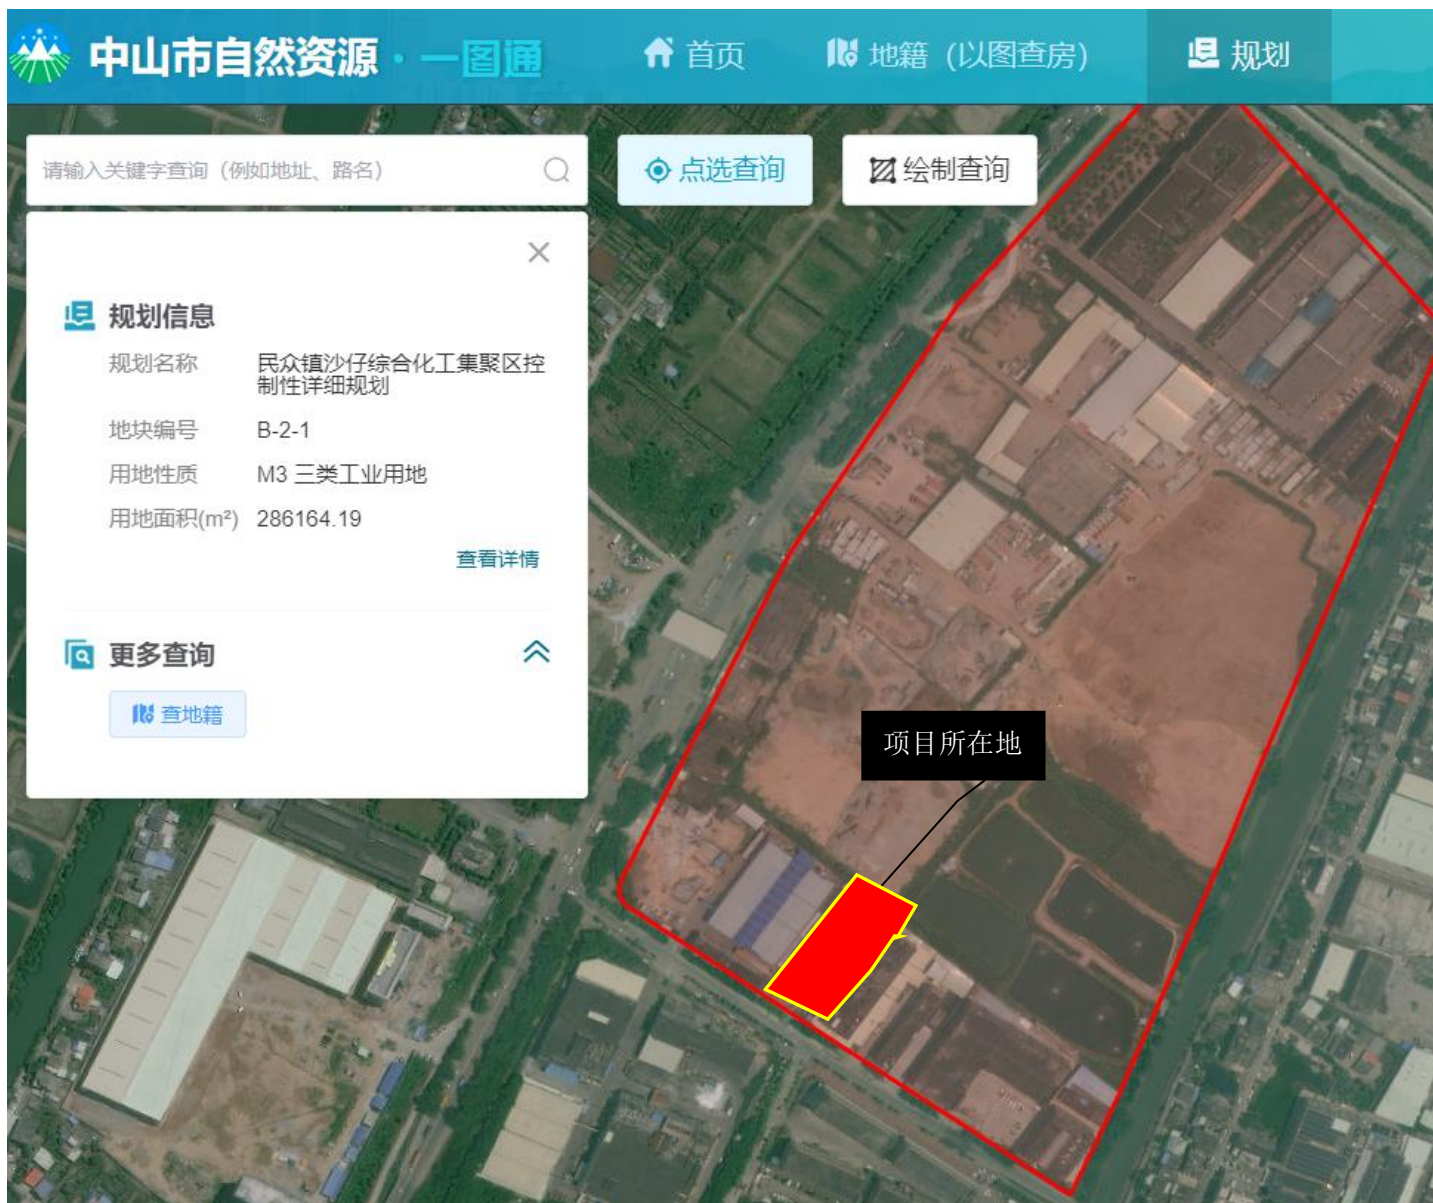 中山市自然资源·一图通
首页
地籍（以图查房）
规划
请输入关键字查询（例如地址、路名）
点选查询
绘制查询
规划信息
规划名称 民众镇沙仔综合化工集聚区控
制性详细规划
地块编号 B-2-1
用地性质 M3 三类工业用地
用地面积(m²) 286164.19
查看详情
更多查询
查地籍
项目所在地